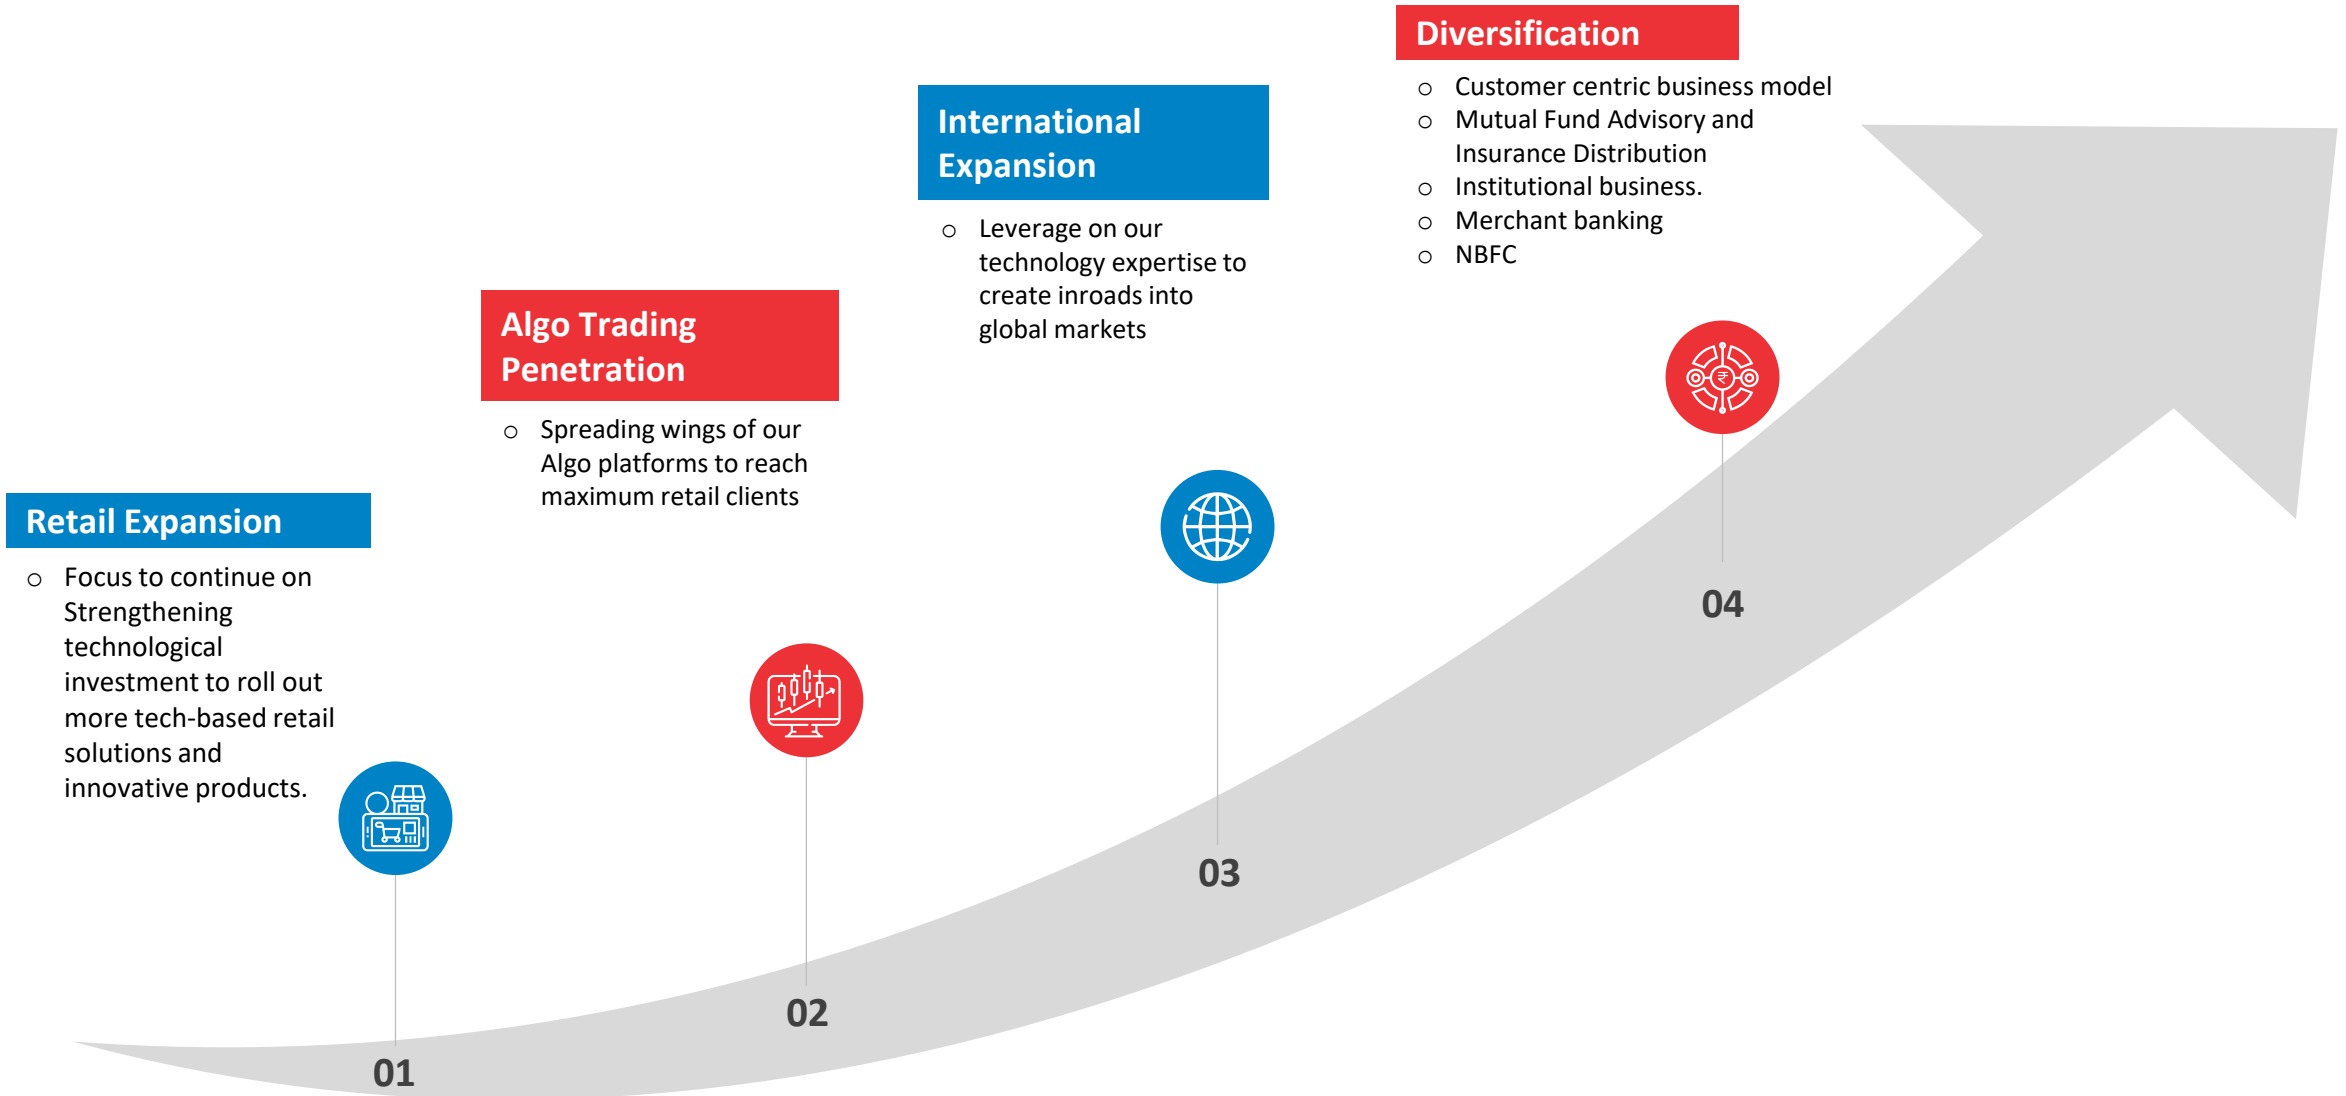 Retail Expansion
o Focus to continue on
Strengthening
technological
investment to roll out
more tech-based retail
solutions and
innovative products.
01
Algo Trading
Penetration
o Spreading wings of our
Algo platforms to reach
maximum retail clients
02
International
Expansion
o Leverage on our
technology expertise to
create inroads into
global markets
03
Diversification
o Customer centric business model
o Mutual Fund Advisory and
Insurance Distribution
o Institutional business.
o Merchant banking
o NBFC
₹
04